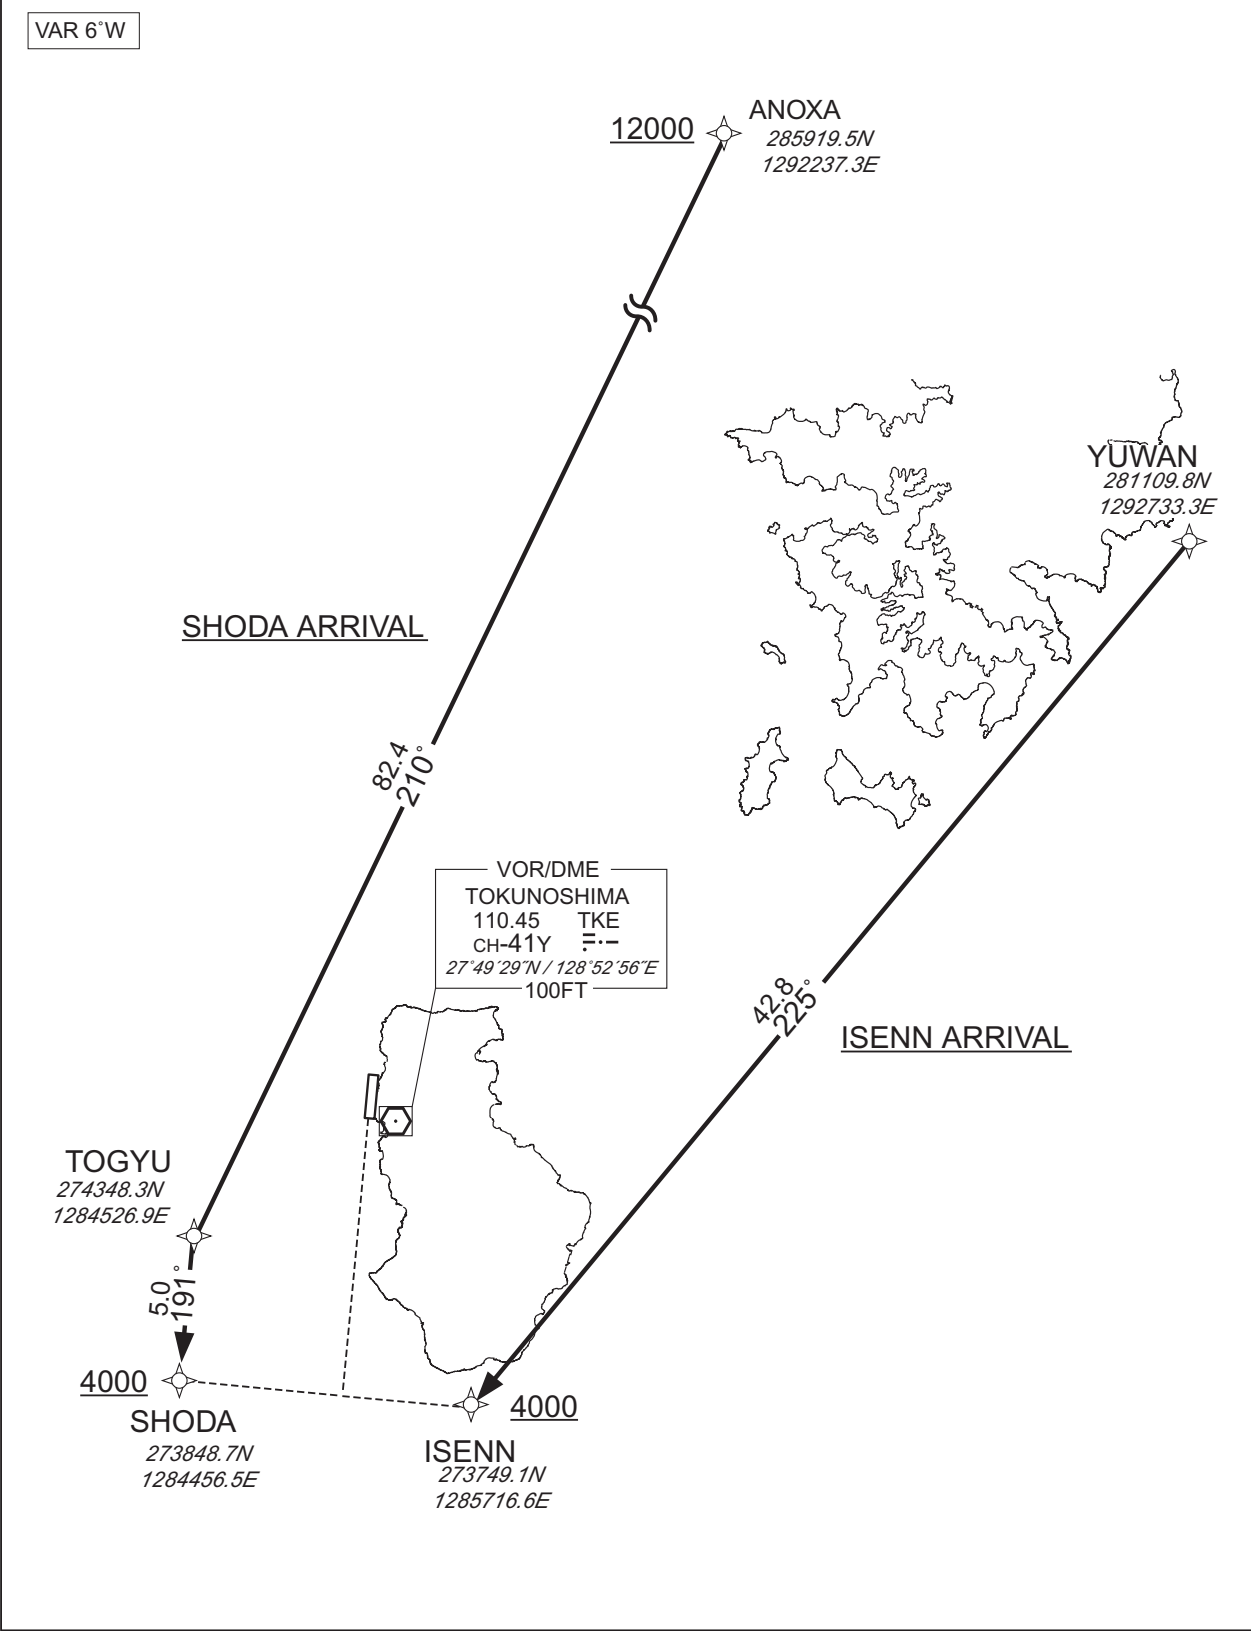 VAR 6°W
12000
ANOXA
285919.5N
1292237.3E
YUWAN
281109.8N
1292733.3E
SHODA ARRIVAL
82.4
210°
VOR/DME
TOKUNOSHIMA
110.45 TKE
CH-41Y
27°49′29″N / 128°52′56″E
100FT
42.8
225°
ISENN ARRIVAL
TOGYU
274348.3N
1284526.9E
5.0
191°
4000
SHODA
273848.7N
1284456.5E
4000
ISENN
273749.1N
1285716.6E